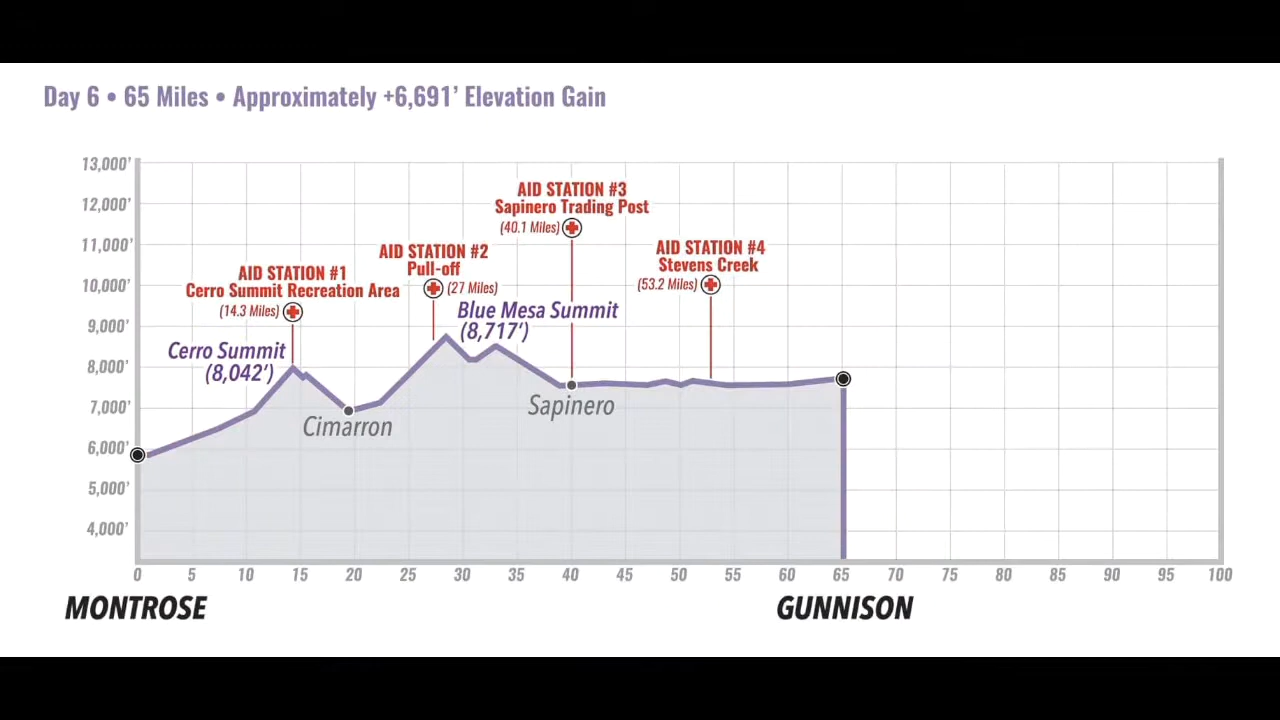 Day 6 • 65 Miles • Approximately +6,691’ Elevation Gain
13,000’
12,000’
11,000’
10,000’
9,000’
8,000’
7,000’
6,000’
5,000’
4,000’
AID STATION #1
Cerro Summit Recreation Area
(14.3 Miles)
AID STATION #2
Pull-off
(27 Miles)
AID STATION #3
Sapinero Trading Post
(40.1 Miles)
AID STATION #4
Stevens Creek
(53.2 Miles)
Cerro Summit
(8,042’)
Blue Mesa Summit
(8,717’)
Cimarron
Sapinero
0 5 10 15 20 25 30 35 40 45 50 55 60 65 70 75 80 85 90 95 100
MONTROSE
GUNNISON